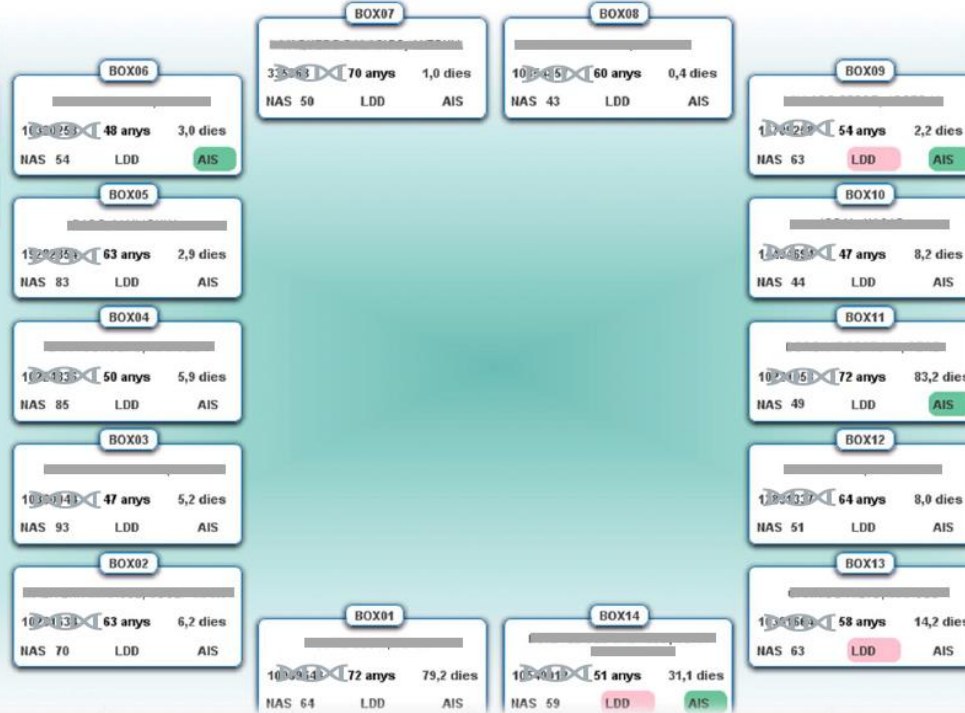 BOX07
70 anys 1,0 dies
NAS 50 LDD AIS
BOX08
60 anys 0,4 dies
NAS 43 LDD AIS
BOX06
48 anys 3,0 dies
NAS 54 LDD AIS
BOX09
54 anys 2,2 dies
NAS 63 LDD AIS
BOX05
63 anys 2,9 dies
NAS 83 LDD AIS
BOX10
47 anys 8,2 dies
NAS 44 LDD AIS
BOX04
50 anys 5,9 dies
NAS 85 LDD AIS
BOX11
72 anys 83,2 dies
NAS 49 LDD AIS
BOX03
47 anys 5,2 dies
NAS 93 LDD AIS
BOX12
64 anys 8,0 dies
NAS 51 LDD AIS
BOX02
63 anys 6,2 dies
NAS 70 LDD AIS
BOX13
58 anys 14,2 dies
NAS 63 LDD AIS
BOX01
72 anys 79,2 dies
NAS 64 LDD AIS
BOX14
51 anys 31,1 dies
NAS 59 LDD AIS